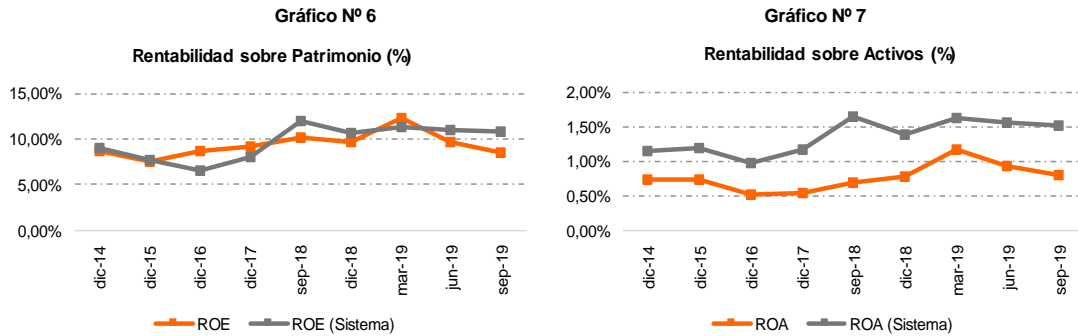 Gráfico Nº 6
Rentabilidad sobre Patrimonio (%)
15,00%
10,00%
5,00%
0,00%
dic-14
dic-15
dic-16
dic-17
sep-18
dic-18
mar-19
jun-19
sep-19
ROE
ROE (Sistema)
Gráfico Nº 7
Rentabilidad sobre Activos (%)
2,00%
1,50%
1,00%
0,50%
0,00%
dic-14
dic-15
dic-16
dic-17
sep-18
dic-18
mar-19
jun-19
sep-19
ROA
ROA (Sistema)